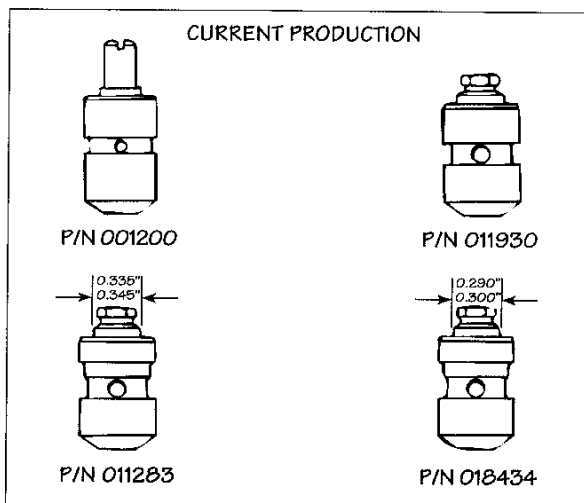 CURRENT PRODUCTION
P/N 001200
P/N 011930
0.335"
0.345"
P/N 011283
0.290"
0.300"
P/N 018434